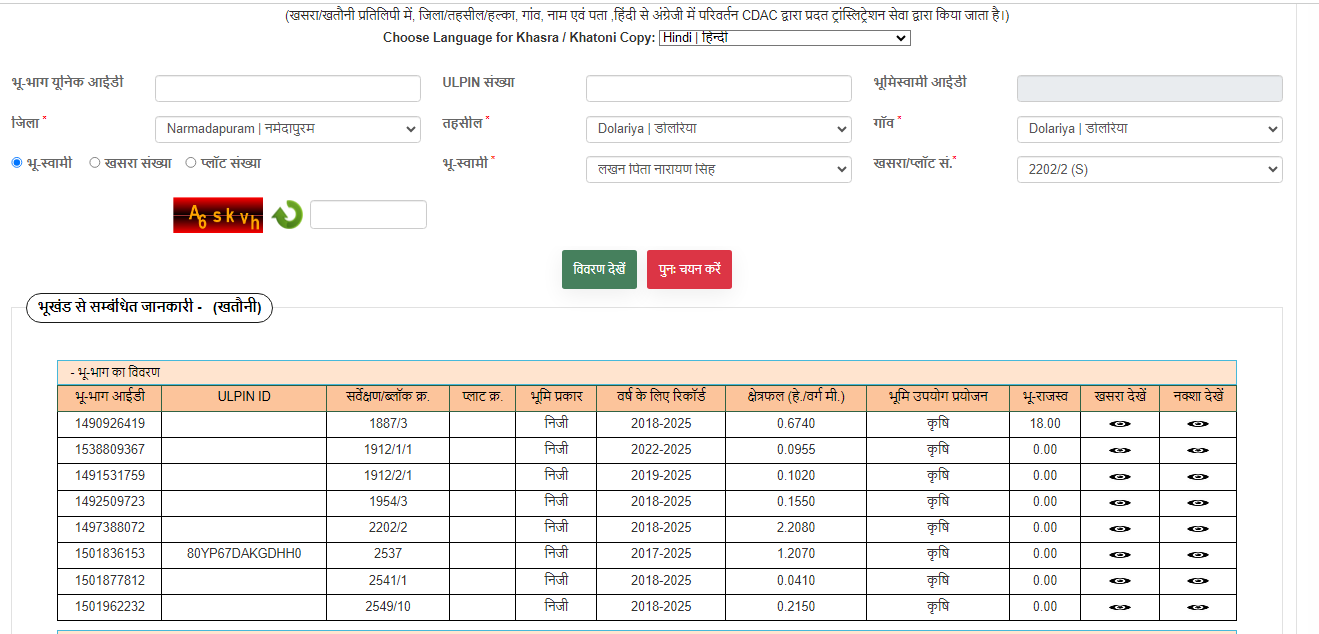 (खसरा/खतौनी प्रतिलिपी में, जिला/तहसील/हल्का, गांव, नाम एवं पता ,हिंदी से अंग्रेजी में परिवर्तन CDAC द्वारा प्रदत ट्रांस्लिट्रेशन सेवा द्वारा किया जाता है।)
Choose Language for Khasra / Khatoni Copy: Hindi | हिन्दी
भू-भाग यूनिक आईडी ULPIN संख्या भूमिस्वामी आईडी
जिला * Narmadapuram | नर्मदापुरम तहसील * Dolariya | डोलरिया गाँव * Dolariya | डोलरिया
भू-स्वामी खसरा संख्या प्लॉट संख्या भू-स्वामी * लखन पिता नारायण सिंह खसरा/प्लॉट सं.* 2202/2 (S)
A6skvh
विवरण देखें पुनः चयन करें
भूखंड से सम्बंधित जानकारी - (खतौनी)
- भू-भाग का विवरण
भू-भाग आईडी ULPIN ID सर्वेक्षण/ब्लॉक क्र. प्लाट क्र. भूमि प्रकार वर्ष के लिए रिकॉर्ड क्षेत्रफल (हे./वर्ग मी.) भूमि उपयोग प्रयोजन भू-राजस्व खसरा देखें नक्शा देखें
1490926419 1887/3 निजी 2018-2025 0.6740 कृषि 18.00
1538809367 1912/1/1 निजी 2022-2025 0.0955 कृषि 0.00
1491531759 1912/2/1 निजी 2019-2025 0.1020 कृषि 0.00
1492509723 1954/3 निजी 2018-2025 0.1550 कृषि 0.00
1497388072 2202/2 निजी 2018-2025 2.2080 कृषि 0.00
1501836153 80YP67DAKGDHH0 2537 निजी 2017-2025 1.2070 कृषि 0.00
1501877812 2541/1 निजी 2018-2025 0.0410 कृषि 0.00
1501962232 2549/10 निजी 2018-2025 0.2150 कृषि 0.00